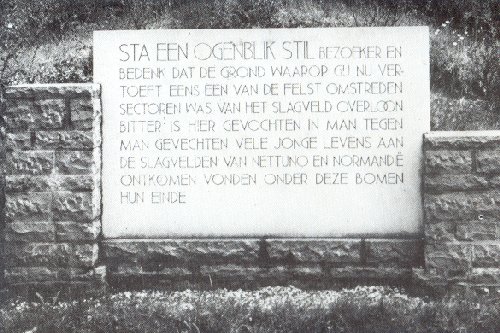 STA EEN OGENBLIK STIL BEZOEKER EN
BEDENK DAT DE GROND WAAROP GIJ NU VER-
TOEFT EENS EEN VAN DE FELST OMSTREDEN
SECTOREN WAS VAN HET SLAGVELD OVERLOON
BITTER IS HIER GEVOCHTEN IN MAN TEGEN
MAN GEVECHTEN VELE JONGE LEVENS AAN
DE SLAGVELDEN VAN NETTUNO EN NORMANDIË
ONTKOMEN VONDEN ONDER DEZE BOMEN
HUN EINDE